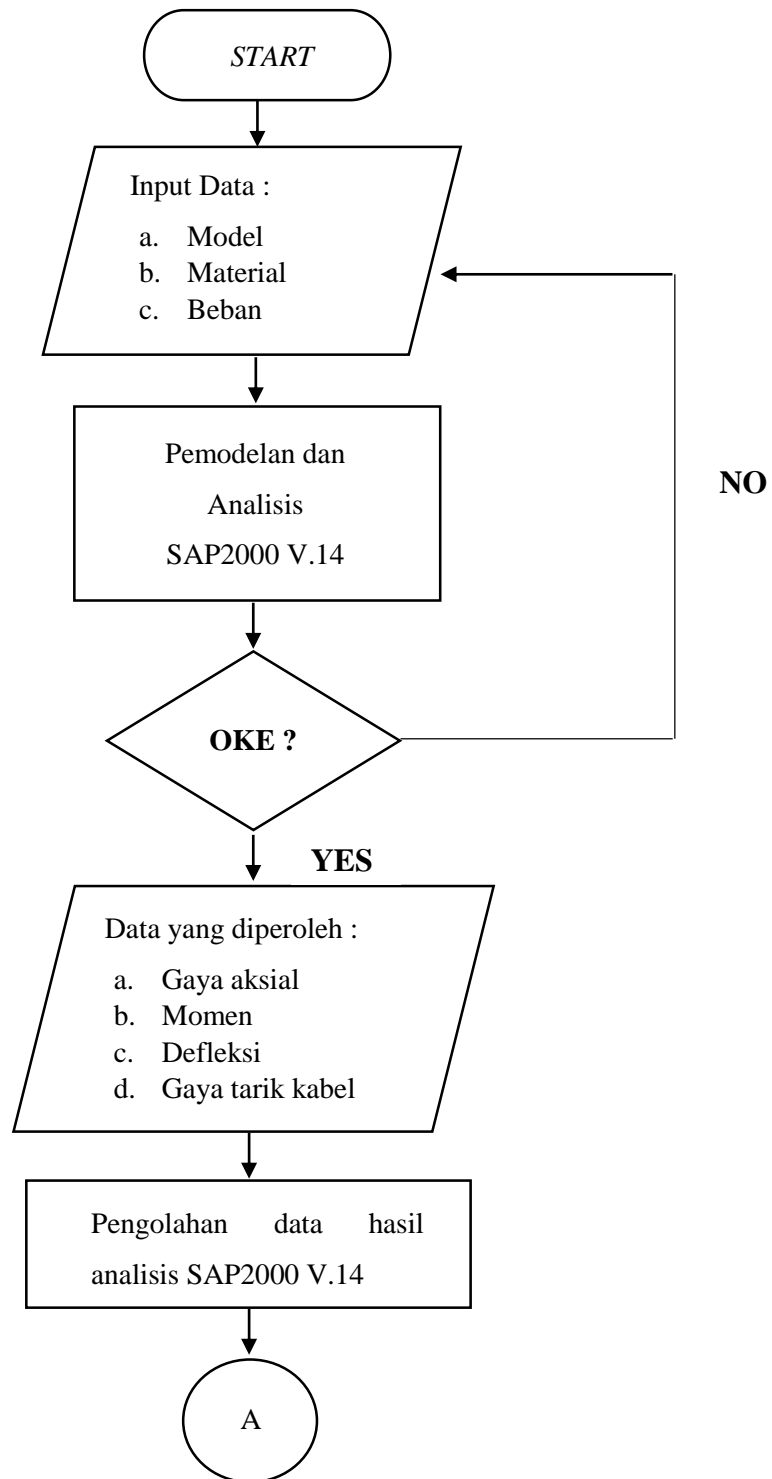 START
Input Data :
a. Model
b. Material
c. Beban
Pemodelan dan
Analisis
SAP2000 V.14
NO
OKE ?
YES
Data yang diperoleh :
a. Gaya aksial
b. Momen
c. Defleksi
d. Gaya tarik kabel
Pengolahan data hasil
analisis SAP2000 V.14
A